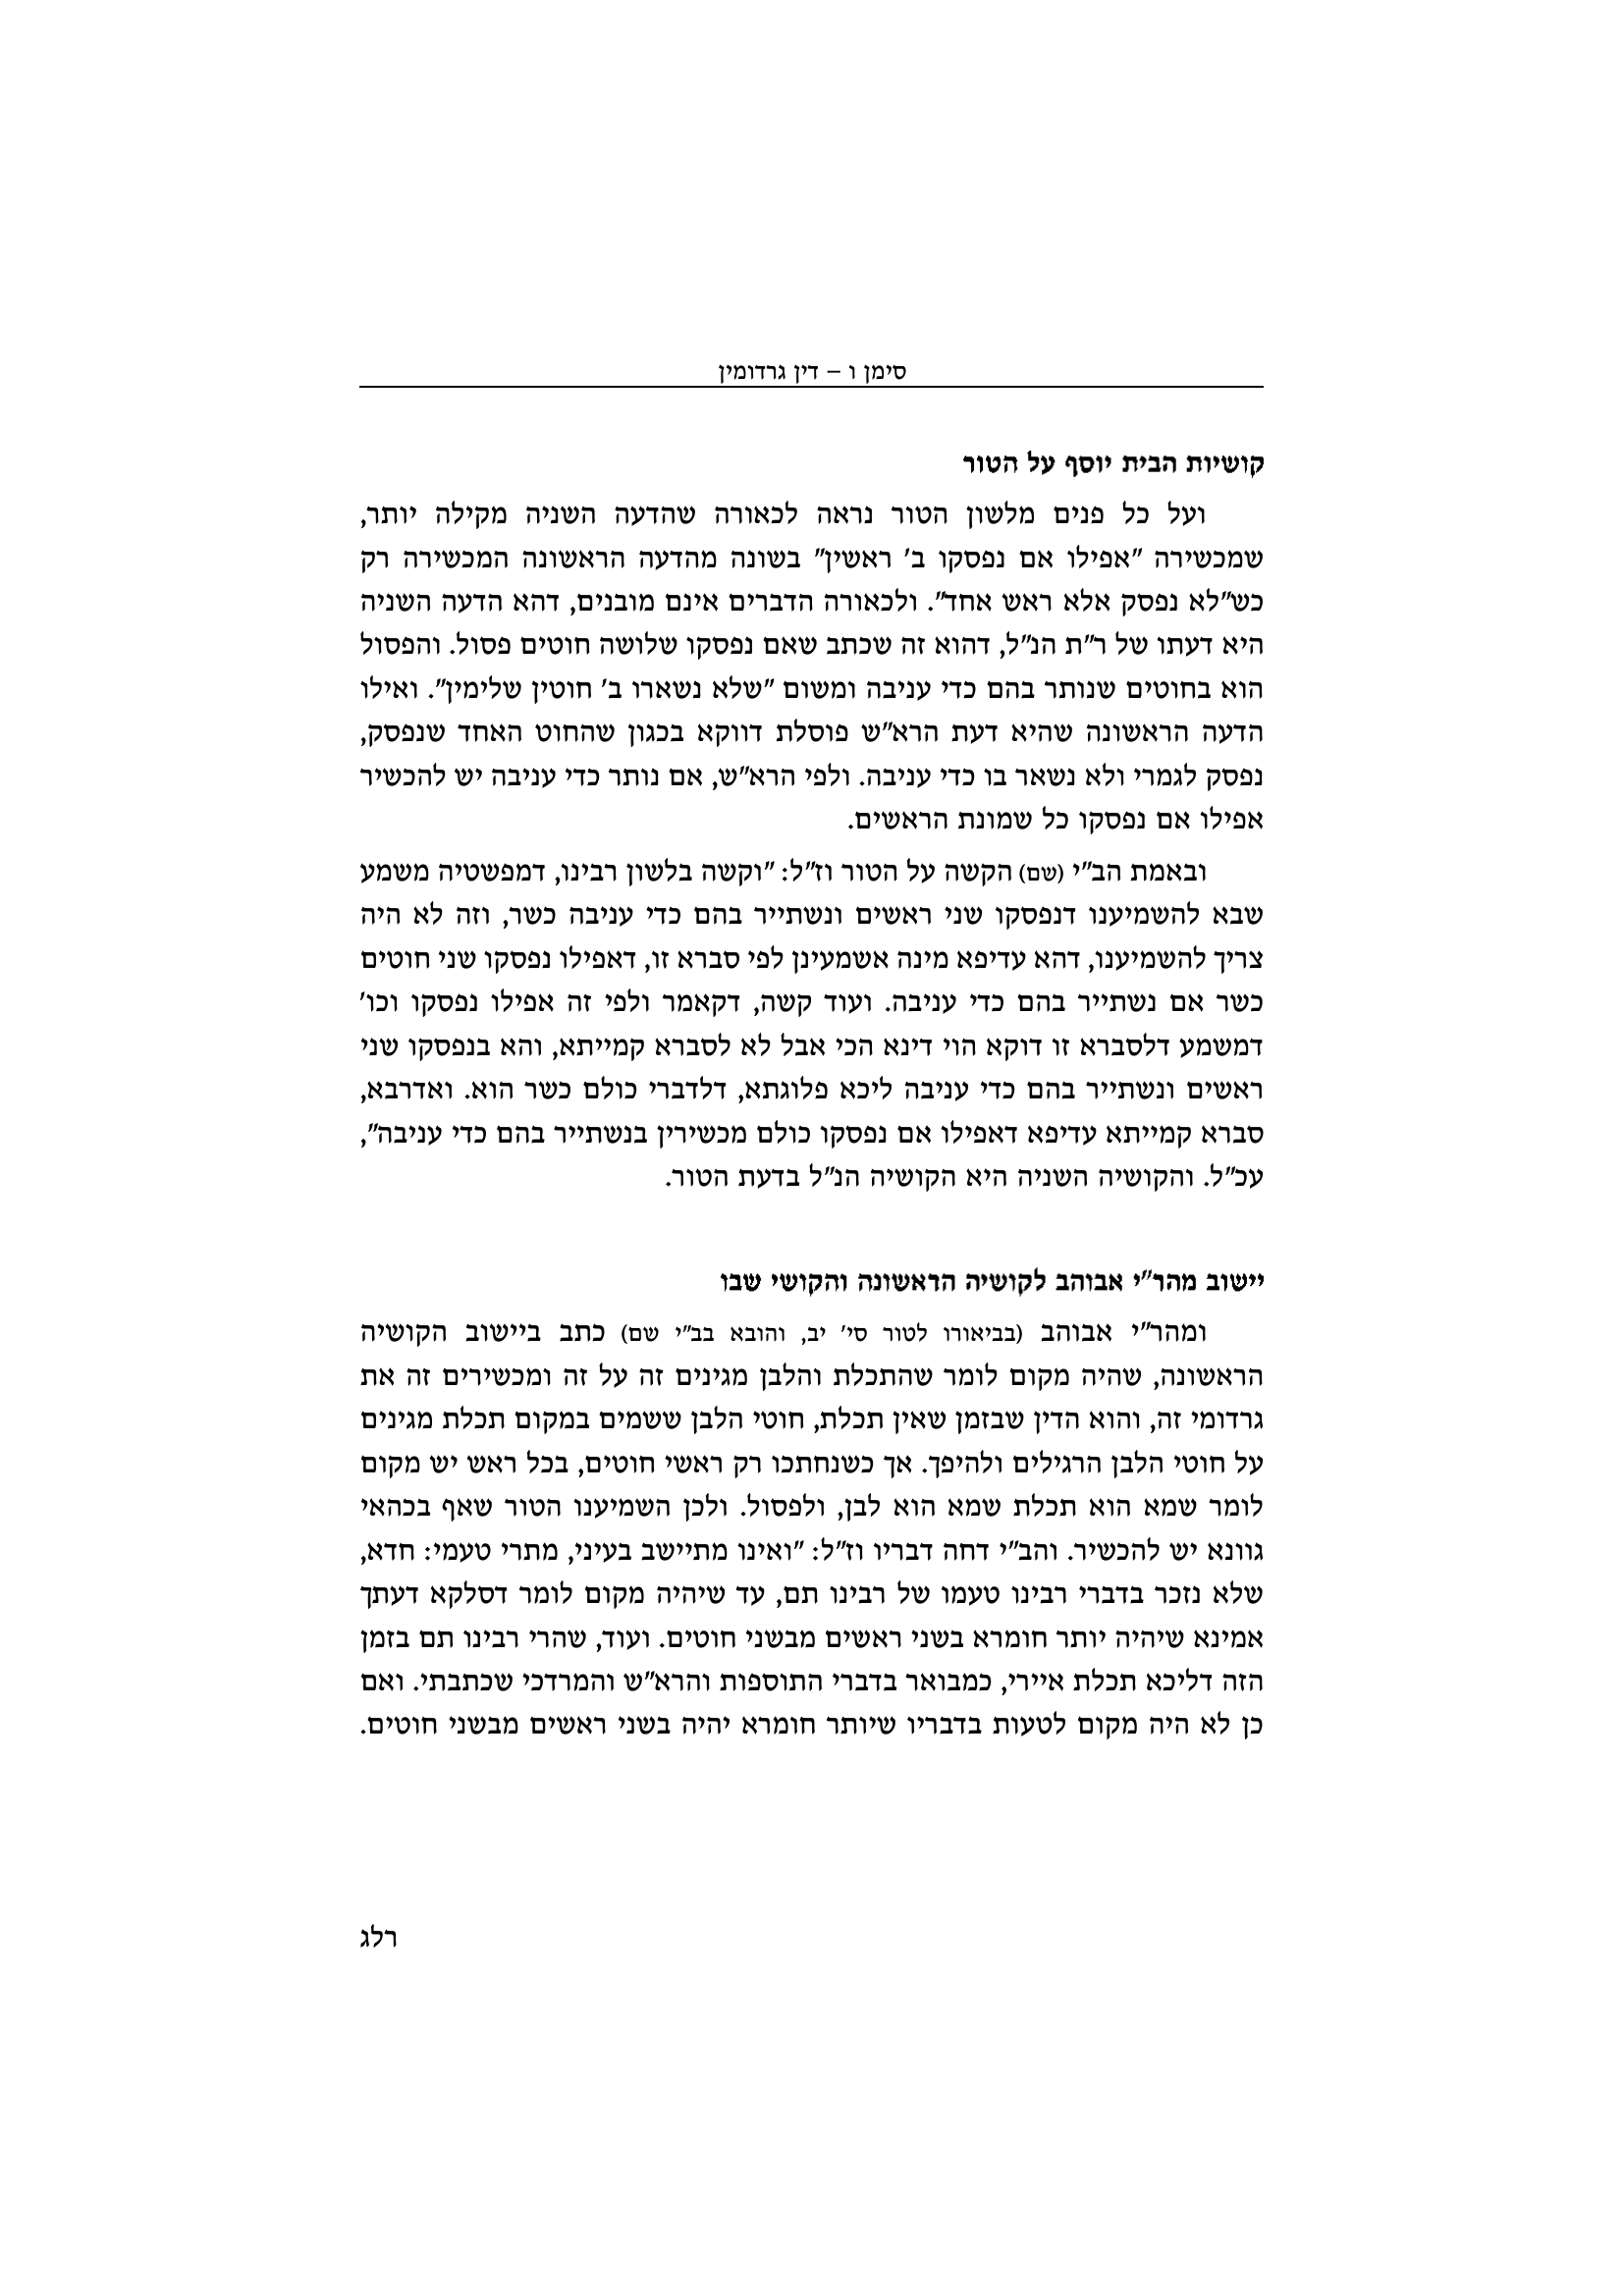 סימן ו – דין גרדומין
קושיות הבית יוסף על הטור
ועל כל פנים מלשון הטור נראה לכאורה שהדעה השניה מקילה יותר,
שמכשירה "אפילו אם נפסקו ב' ראשין" בשונה מהדעה הראשונה המכשירה רק
כש"לא נפסק אלא ראש אחד". ולכאורה הדברים אינם מובנים, דהא הדעה השניה
היא דעתו של ר"ת הנ"ל, דהוא זה שכתב שאם נפסקו שלושה חוטים פסול. והפסול
הוא בחוטים שנותר בהם כדי עניבה ומשום "שלא נשארו ב' חוטין שלימין". ואילו
הדעה הראשונה שהיא דעת הרא"ש פוסלת דווקא בכגון שהחוט האחד שנפסק,
נפסק לגמרי ולא נשאר בו כדי עניבה. ולפי הרא"ש, אם נותר כדי עניבה יש להכשיר
אפילו אם נפסקו כל שמונת הראשים.
ובאמת הב"י (שם) הקשה על הטור וז"ל: "וקשה בלשון רבינו, דמפשטיה משמע
שבא להשמיענו דנפסקו שני ראשים ונשתייר בהם כדי עניבה כשר, וזה לא היה
צריך להשמיענו, דהא עדיפא מינה אשמעינן לפי סברא זו, דאפילו נפסקו שני חוטים
כשר אם נשתייר בהם כדי עניבה. ועוד קשה, דקאמר ולפי זה אפילו נפסקו וכו'
דמשמע דלסברא זו דוקא הוי דינא הכי אבל לא לסברא קמייתא, והא בנפסקו שני
ראשים ונשתייר בהם כדי עניבה ליכא פלוגתא, דלדברי כולם כשר הוא. ואדרבא,
סברא קמייתא עדיפא דאפילו אם נפסקו כולם מכשירין בנשתייר בהם כדי עניבה",
עכ"ל. והקושיה השניה היא הקושיה הנ"ל בדעת הטור.
יישוב מהר"י אבוהב לקושיה הראשונה והקושי שבו
ומהר"י אבוהב (בביאורו לטור סי' יב, והובא בב"י שם) כתב ביישוב הקושיה
הראשונה, שהיה מקום לומר שהתכלת והלבן מגינים זה על זה ומכשירים זה את
גרדומי זה, והוא הדין שבזמן שאין תכלת, חוטי הלבן ששמים במקום תכלת מגינים
על חוטי הלבן הרגילים ולהיפך. אך כשנחתכו רק ראשי חוטים, בכל ראש יש מקום
לומר שמא הוא תכלת שמא הוא לבן, ולפסול. ולכן השמיענו הטור שאף בכהאי
גוונא יש להכשיר. והב"י דחה דבריו וז"ל: "ואינו מתיישב בעיני, מתרי טעמי: חדא,
שלא נזכר בדברי רבינו טעמו של רבינו תם, עד שיהיה מקום לומר דסלקא דעתך
אמינא שיהיה יותר חומרא בשני ראשים מבשני חוטים. ועוד, שהרי רבינו תם בזמן
הזה דליכא תכלת איירי, כמבואר בדברי התוספות והרא"ש והמרדכי שכתבתי. ואם
כן לא היה מקום לטעות בדבריו שיותר חומרא יהיה בשני ראשים מבשני חוטים.
רלג